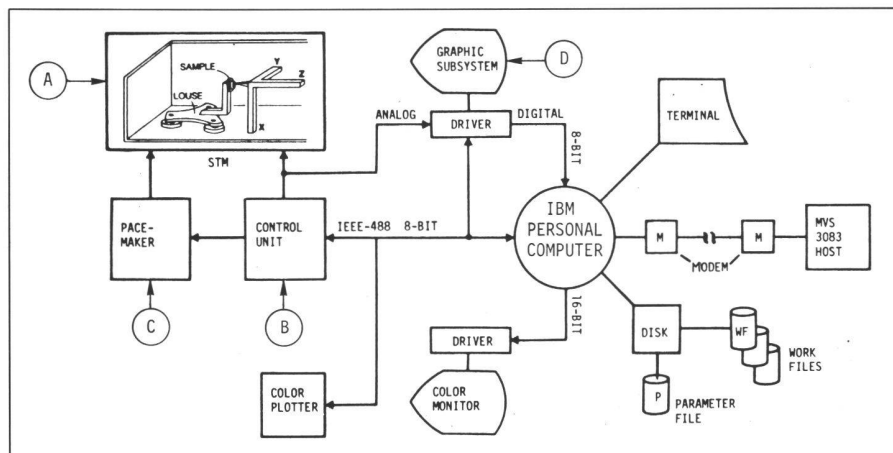 A
SAMPLE
LOUSE
Y
Z
X
STM
GRAPHIC
SUBSYSTEM
D
ANALOG
DRIVER
DIGITAL
8-BIT
TERMINAL
PACE-
MAKER
CONTROL
UNIT
IEEE-488 8-BIT
IBM
PERSONAL
COMPUTER
M
M
MODEM
MVS
3083
HOST
C
B
16-BIT
DRIVER
COLOR
MONITOR
COLOR
PLOTTER
DISK
WF
WORK
FILES
P
PARAMETER
FILE